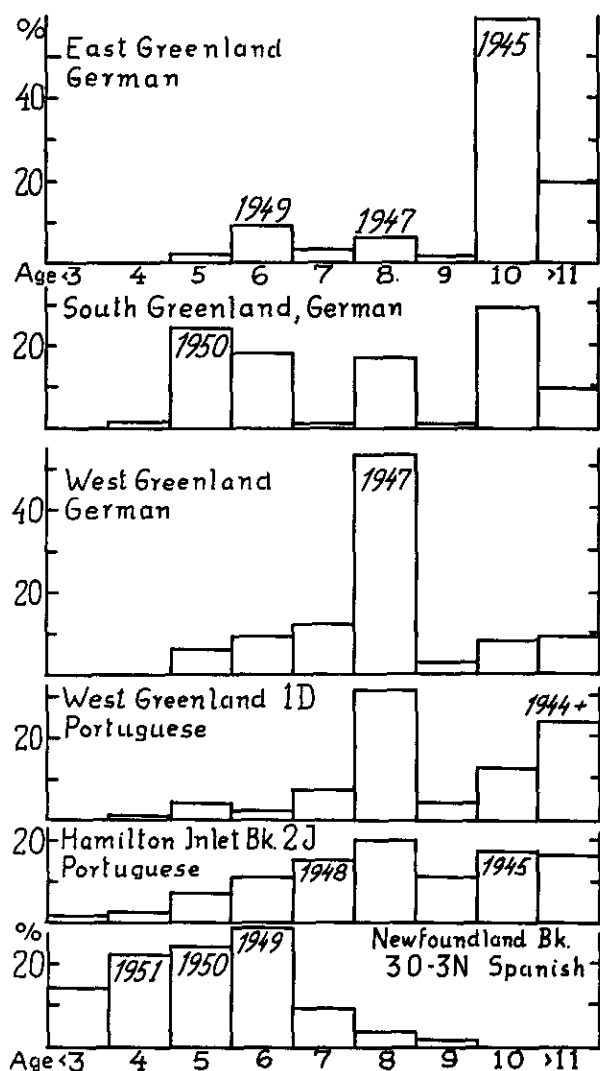 %
East Greenland
German
1945
40
20
1949
1947
Age <3 4 5 6 7 8. 9 10 >11
South Greenland, German
20
1950
West Greenland
German
1947
40
20
West Greenland 1D
Portuguese
1944+
20
Hamilton Inlet Bk. 2J
Portuguese
20
1948
1945
%
1949
Newfoundland Bk.
30-3N Spanish
20
1951
1950
Age <3 4 5 6 7 8 9 10 >11